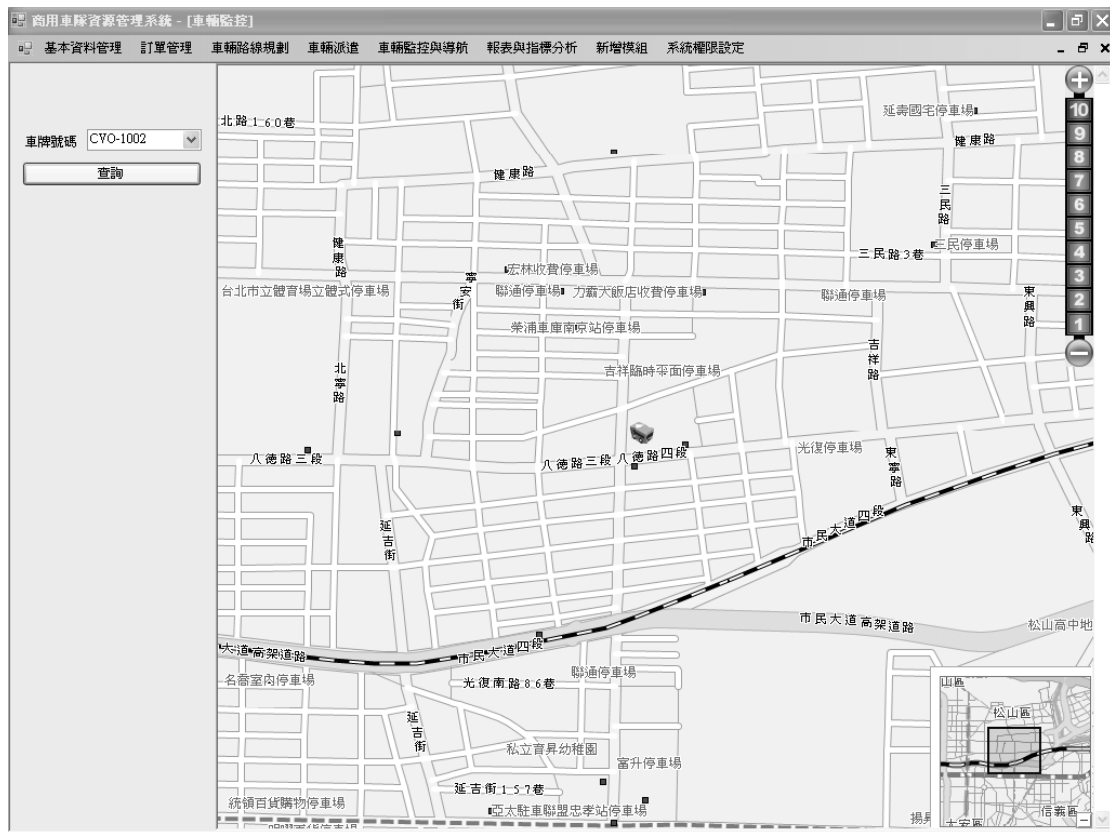 商用車隊資源管理系統 - [車輛監控]
基本資料管理 訂單管理 車輛路線規劃 車輛派遣 車輛監控與導航 報表與指標分析 新增模組 系統權限設定
車牌號碼 CVO-1002
查詢
北路160巷
延壽國宅停車場
健康路
健康路
三民路
三民路3巷
三民停車場
健康路
宏林收費停車場
寧安街
台北市立體育場立體式停車場
聯通停車場
力霸大飯店收費停車場
聯通停車場
東興路
榮浦車庫南京站停車場
吉祥路
北寧路
吉祥臨時平面停車場
八德路三段
八德路三段
八德路四段
光復停車場
東寧路
延吉街
市民大道四段
東興路
市民大道高架道路
松山高中地
大道高架道路
市民大道四段
名喬室內停車場
光復南路86巷
聯通停車場
延吉街
私立育昇幼稚園
富升停車場
延吉街157巷
統領百貨購物停車場
亞太駐車聯盟忠孝站停車場
揚昇
10
9
8
7
6
5
4
3
2
1
山區
松山區
信義區
大安區